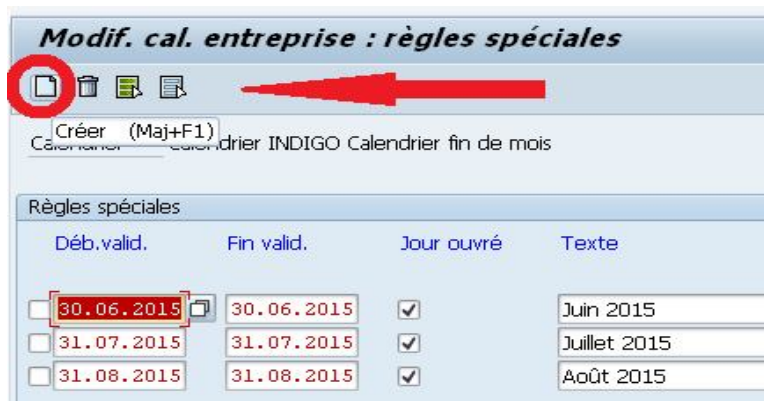 Modif. cal. entreprise : règles spéciales
Créer (Maj+F1)
drier INDIGO Calendrier fin de mois
Règles spéciales
Déb.valid. Fin valid. Jour ouvré Texte
30.06.2015 30.06.2015 Juin 2015
31.07.2015 31.07.2015 Juillet 2015
31.08.2015 31.08.2015 Août 2015